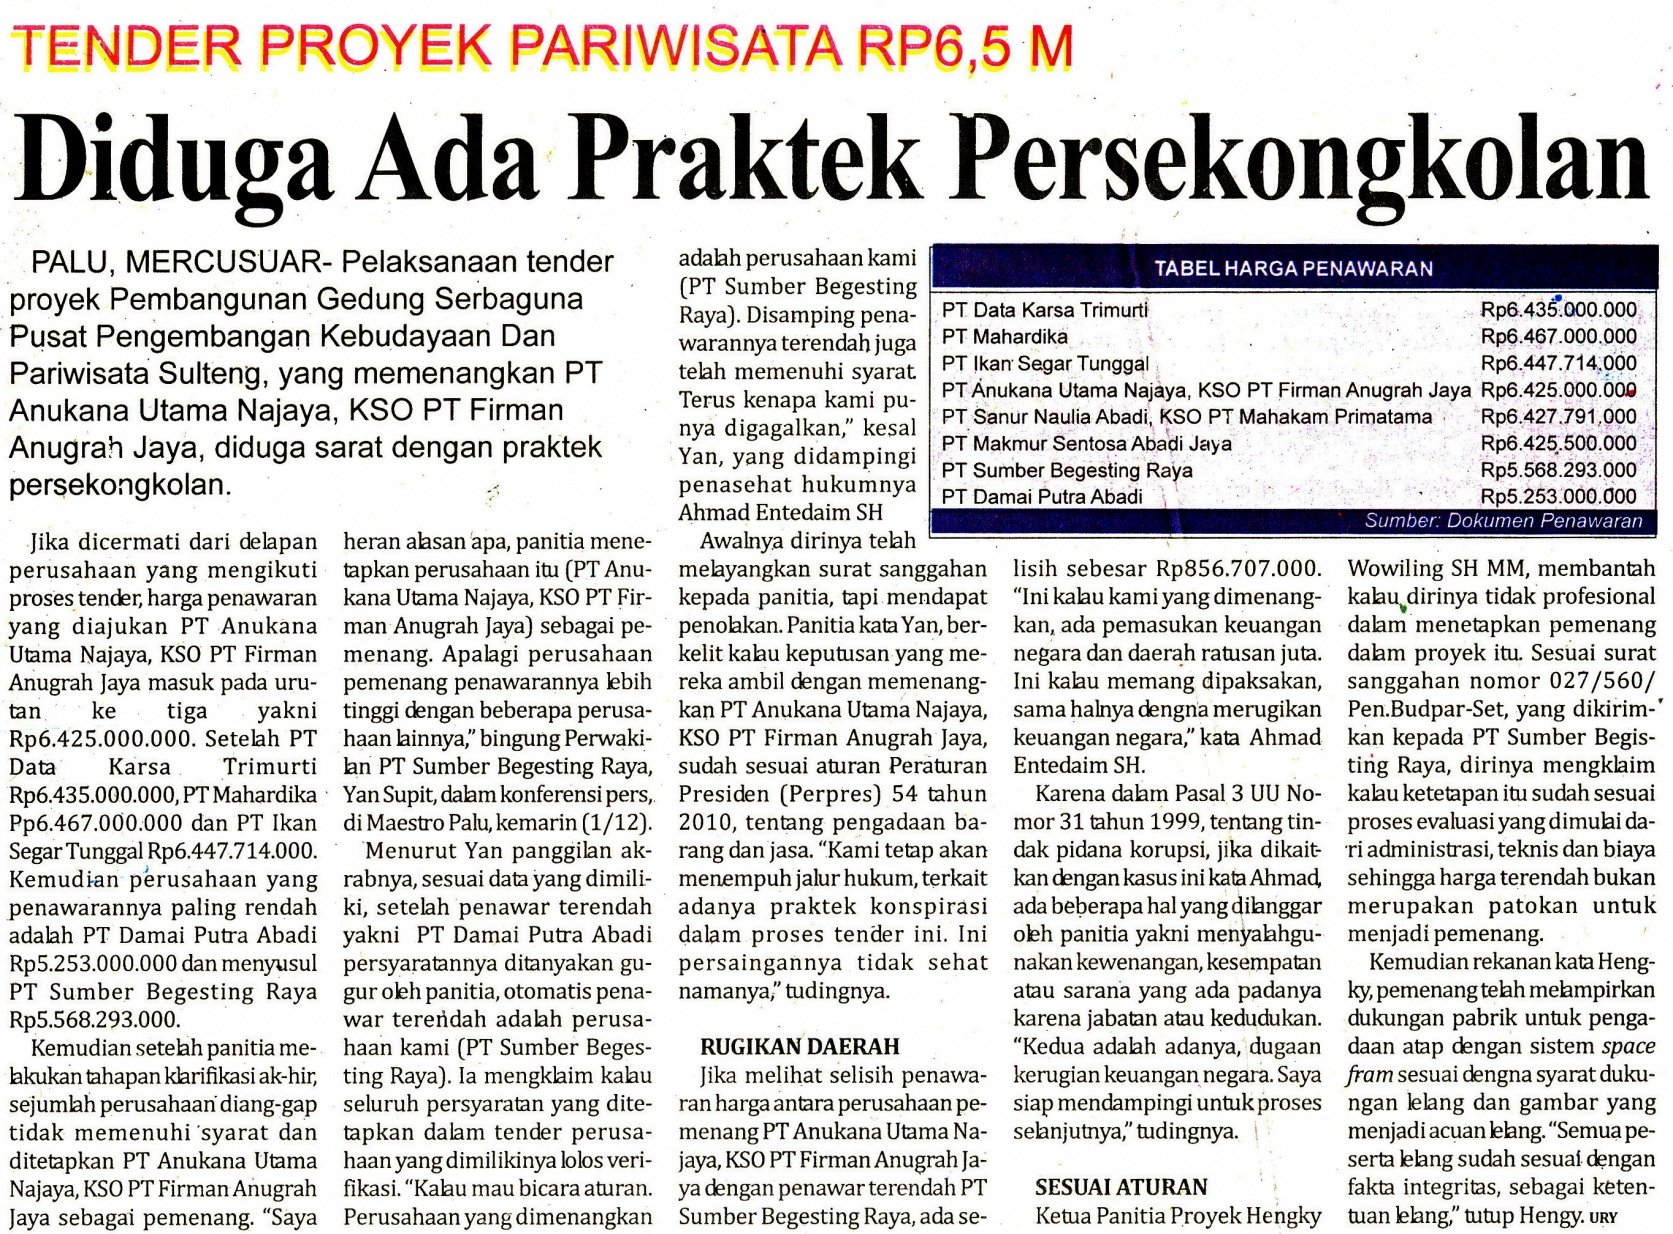 TENDER PROYEK PARIWISATA RP6,5 M
Diduga Ada Praktek Persekongkolan
PALU, MERCUSUAR- Pelaksanaan tender
proyek Pembangunan Gedung Serbaguna
Pusat Pengembangan Kebudayaan Dan
Pariwisata Sulteng, yang memenangkan PT
Anukana Utama Najaya, KSO PT Firman
Anugrah Jaya, diduga sarat dengan praktek
persekongkolan.
Jika dicermati dari delapan
perusahaan yang mengikuti
proses tender, harga penawaran
yang diajukan PT Anukana
Utama Najaya, KSO PT Firman
Anugrah Jaya masuk pada uru-
tan ke tiga yakni
Rp6.425.000.000. Setelah PT
Data Karsa Trimurti
Rp6.435.000.000, PT Mahardika
Pp6.467.000.000 dan PT Ikan
Segar Tunggal Rp6.447.714.000.
Kemudian perusahaan yang
penawarannya paling rendah
adalah PT Damai Putra Abadi
Rp5.253.000.000 dan menyusul
PT Sumber Begesting Raya
Rp5.568.293.000.
Kemudian setelah panitia me-
lakukan tahapan klarifikasi ak-hir,
sejumlah perusahaan diang-gap
tidak memenuhi syarat dan
ditetapkan PT Anukana Utama
Najaya, KSO PT Firman Anugrah
Jaya sebagai pemenang. “Saya
heran alasan apa, panitia mene-
tapkan perusahaan itu (PT Anu-
kana Utama Najaya, KSO PT Fir-
man Anugrah Jaya) sebagai pe-
menang. Apalagi perusahaan
pemenang penawarannya lebih
tinggi dengan beberapa perusa-
haan lainnya,” bingung Perwaki-
lan PT Sumber Begesting Raya,
Yan Supit, dalam konferensi pers,
di Maestro Palu, kemarin (1/12).
Menurut Yan panggilan ak-
rabnya, sesuai data yang dimili-
ki, setelah penawar terendah
yakni PT Damai Putra Abadi
persyaratannya ditanyakan gu-
gur oleh panitia, otomatis pena-
war terendah adalah perusa-
haan kami (PT Sumber Beges-
ting Raya). Ia mengklaim kalau
seluruh persyaratan yang dite-
tapkan dalam tender perusa-
haan yang dimilikinya lolos veri-
fikasi. “Kalau mau bicara aturan.
Perusahaan yang dimenangkan
adalah perusahaan kami
(PT Sumber Begesting
Raya). Disamping pena-
warannya terendah juga
telah memenuhi syarat.
Terus kenapa kami pu-
nya digagalkan,” kesal
Yan, yang didampingi
penasehat hukumnya
Ahmad Entedaim SH
Awalnya dirinya telah
melayangkan surat sanggahan
kepada panitia, tapi mendapat
penolakan. Panitia kata Yan, ber-
kelit kalau keputusan yang me-
reka ambil dengan memenang-
kan PT Anukana Utama Najaya,
KSO PT Firman Anugrah Jaya,
sudah sesuai aturan Peraturan
Presiden (Perpres) 54 tahun
2010, tentang pengadaan ba-
rang dan jasa. “Kami tetap akan
menempuh jalur hukum, terkait
adanya praktek konspirasi
dalam proses tender ini. Ini
persaingannya tidak sehat
namanya,” tudingnya.
RUGIKAN DAERAH
Jika melihat selisih penawa-
ran harga antara perusahaan pe-
menang PT Anukana Utama Na-
jaya, KSO PT Firman Anugrah Ja-
ya dengan penawar terendah PT
Sumber Begesting Raya, ada se-
TABEL HARGA PENAWARAN
PT Data Karsa Trimurti Rp6.435.000.000
PT Mahardika Rp6.467.000.000
PT Ikan Segar Tunggal Rp6.447.714.000
PT Anukana Utama Najaya, KSO PT Firman Anugrah Jaya Rp6.425.000.000
PT Sanur Naulia Abadi, KSO PT Mahakam Primatama Rp6.427.791.000
PT Makmur Sentosa Abadi Jaya Rp6.425.500.000
PT Sumber Begesting Raya Rp5.568.293.000
PT Damai Putra Abadi Rp5.253.000.000
Sumber: Dokumen Penawaran
lisih sebesar Rp856.707.000.
“Ini kalau kami yang dimenang-
kan, ada pemasukan keuangan
negara dan daerah ratusan juta.
Ini kalau memang dipaksakan,
sama halnya dengna merugikan
keuangan negara,” kata Ahmad
Entedaim SH.
Karena dalam Pasal 3 UU No-
mor 31 tahun 1999, tentang tin-
dak pidana korupsi, jika dikait-
kan dengan kasus ini kata Ahmad,
ada beberapa hal yang dilanggar
oleh panitia yakni menyalahgu-
nakan kewenangan, kesempatan
atau sarana yang ada padanya
karena jabatan atau kedudukan.
“Kedua adalah adanya, dugaan
kerugian keuangan negara. Saya
siap mendampingi untuk proses
selanjutnya,” tudingnya.
SESUAI ATURAN
Ketua Panitia Proyek Hengky
Wowiling SH MM, membantah
kalau dirinya tidak profesional
dalam menetapkan pemenang
dalam proyek itu. Sesuai surat
sanggahan nomor 027/560/
Pen.Budpar-Set, yang dikirim-
kan kepada PT Sumber Begis-
ting Raya, dirinya mengklaim
kalau ketetapan itu sudah sesuai
proses evaluasi yang dimulai da-
ri administrasi, teknis dan biaya
sehingga harga terendah bukan
merupakan patokan untuk
menjadi pemenang.
Kemudian rekanan kata Heng-
ky, pemenang telah melampirkan
dukungan pabrik untuk penga-
daan atap dengan sistem space
fram sesuai dengna syarat duku-
ngan lelang dan gambar yang
menjadi acuan lelang. “Semua pe-
serta lelang sudah sesuai dengan
fakta integritas, sebagai keten-
tuan lelang,” tutup Hengy. URY